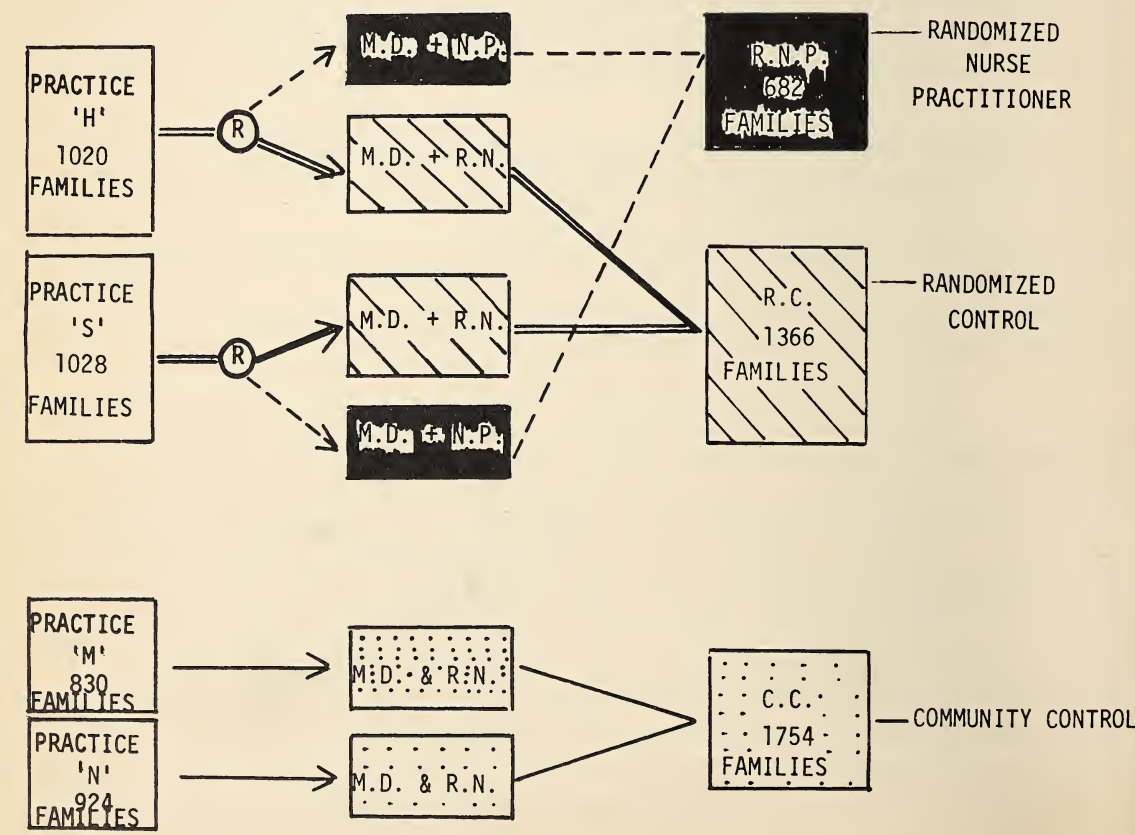 PRACTICE
'H'
1020
FAMILIES
R
M.D. + N.P.
M.D. + R.N.
R.N.P.
682
FAMILIES
RANDOMIZED
NURSE
PRACTITIONER
PRACTICE
'S'
1028
FAMILIES
R
M.D. + R.N.
M.D. + N.P.
R.C.
1366
FAMILIES
RANDOMIZED
CONTROL
PRACTICE
'M'
830
FAMILIES
M.D. & R.N.
PRACTICE
'N'
924
FAMILIES
M.D. & R.N.
C.C.
1754
FAMILIES
COMMUNITY CONTROL